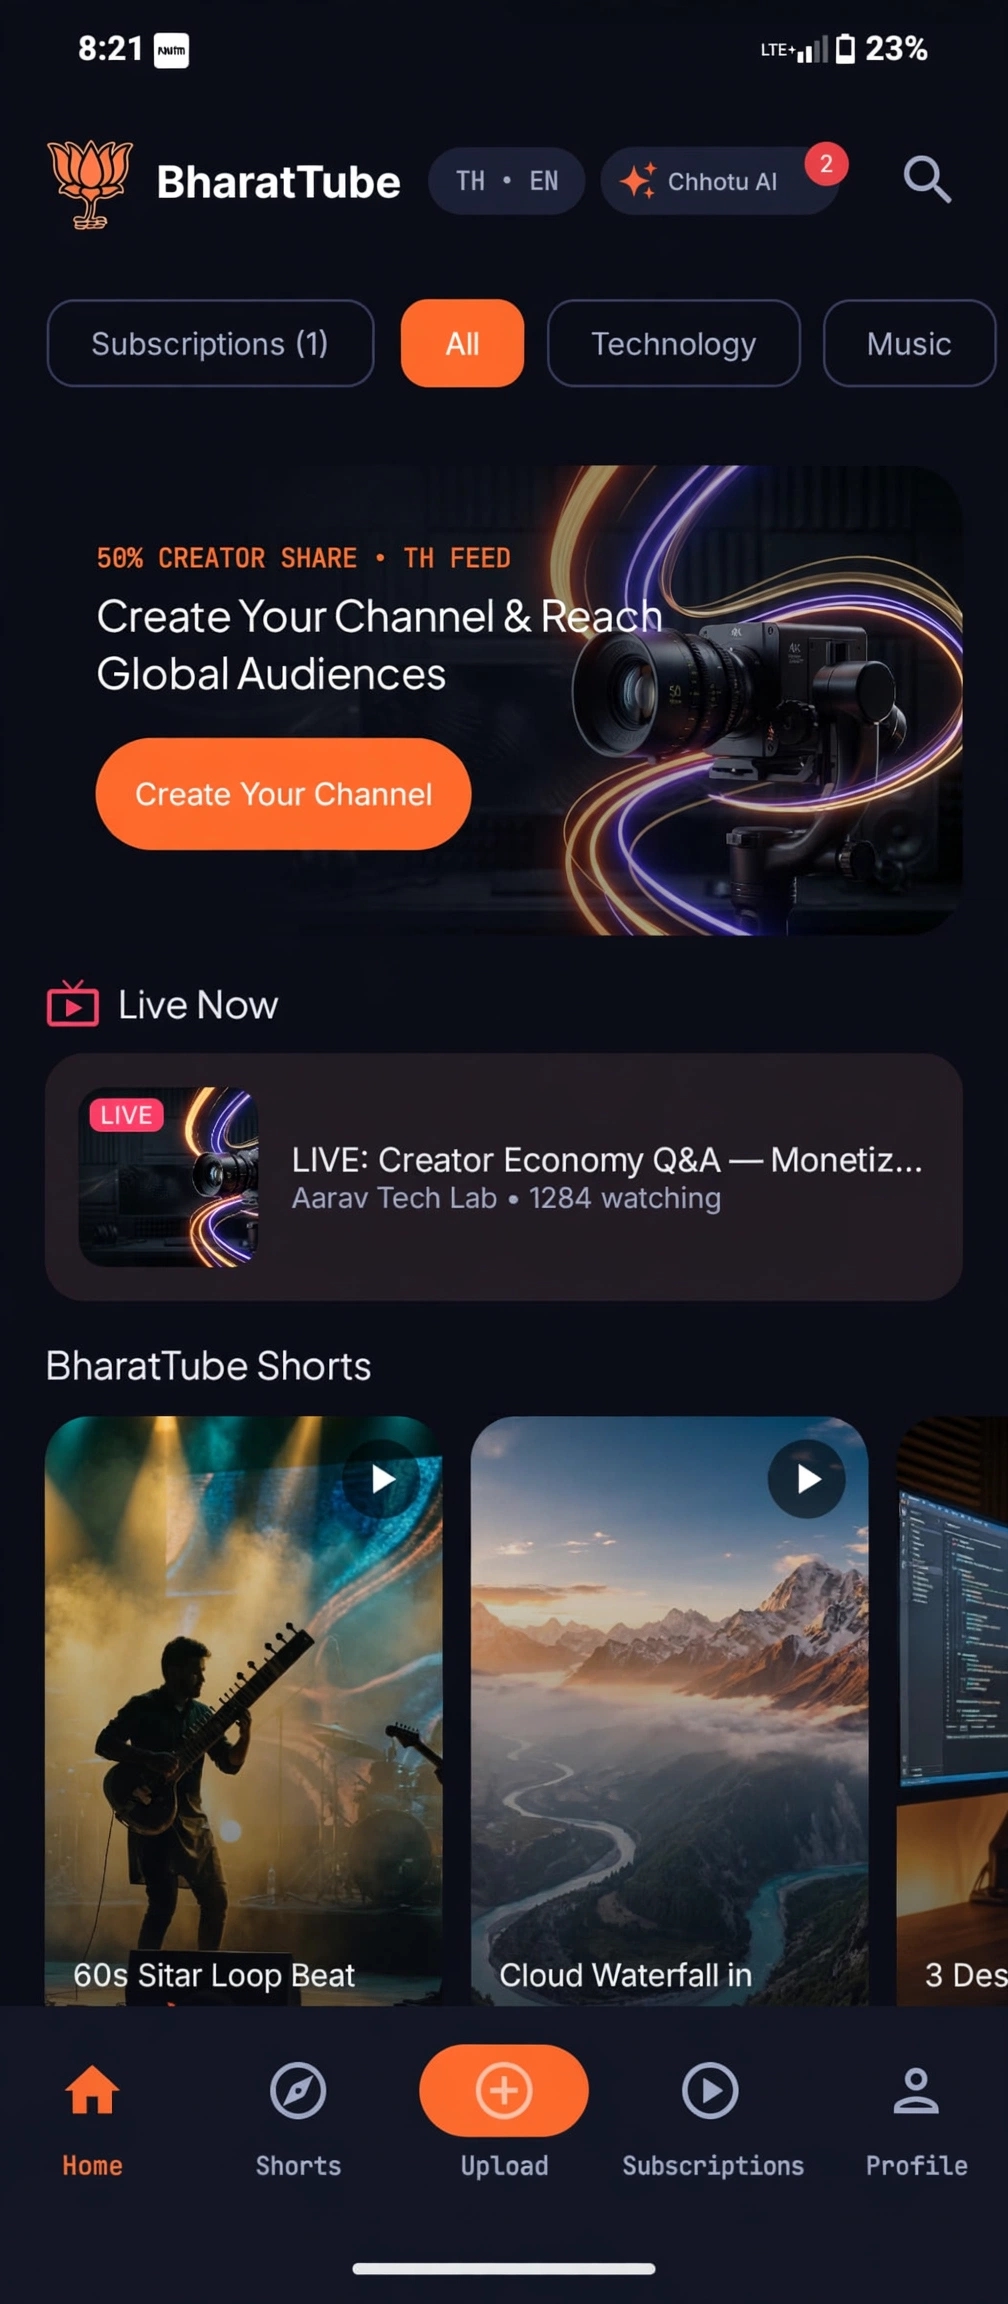 8:21
LTE+ 23%
BharatTube
TH • EN
Chhotu AI
2
Subscriptions (1)
All
Technology
Music
50% CREATOR SHARE • TH FEED
Create Your Channel & Reach
Global Audiences
Create Your Channel
Live Now
LIVE
LIVE: Creator Economy Q&A — Monetiz...
Aarav Tech Lab • 1284 watching
BharatTube Shorts
60s Sitar Loop Beat
Cloud Waterfall in
3 Des
Home
Shorts
Upload
Subscriptions
Profile